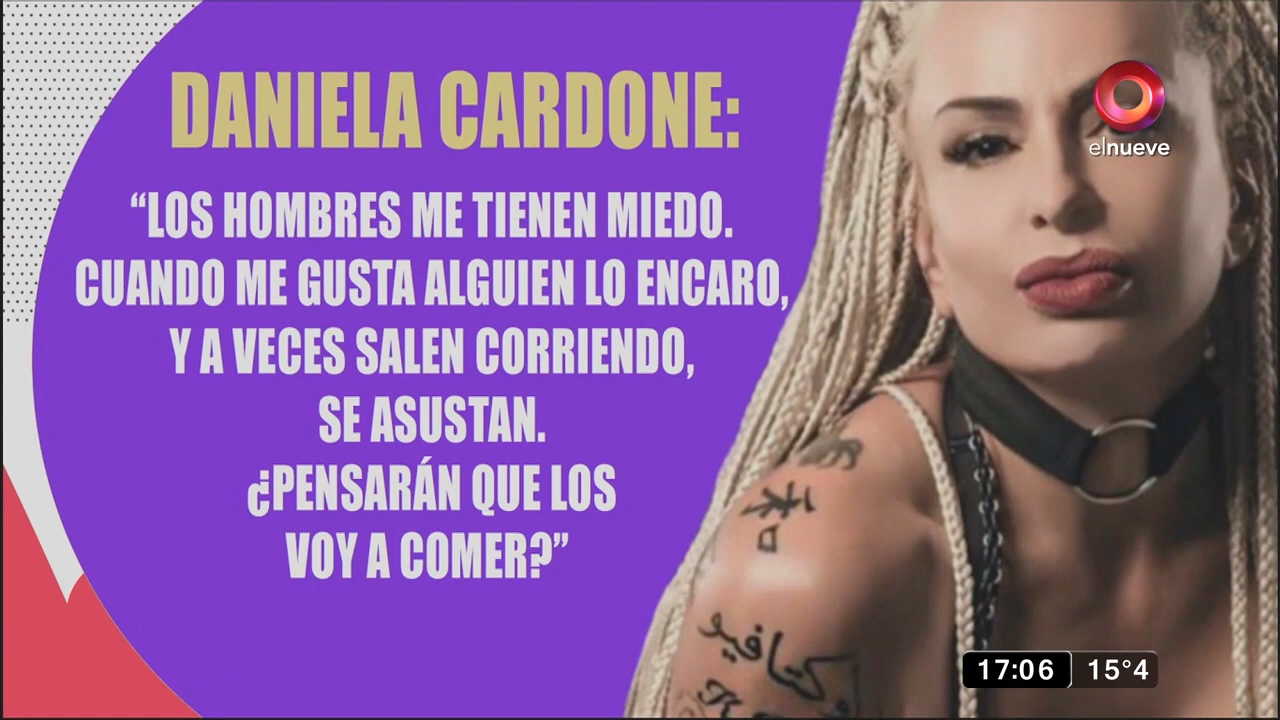 DANIELA CARDONE:
“LOS HOMBRES ME TIENEN MIEDO.
CUANDO ME GUSTA ALGUIEN LO ENCARO,
Y A VECES SALEN CORRIENDO,
SE ASUSTAN.
¿PENSARÁN QUE LOS
VOY A COMER?”
elnueve
17:06 15°4